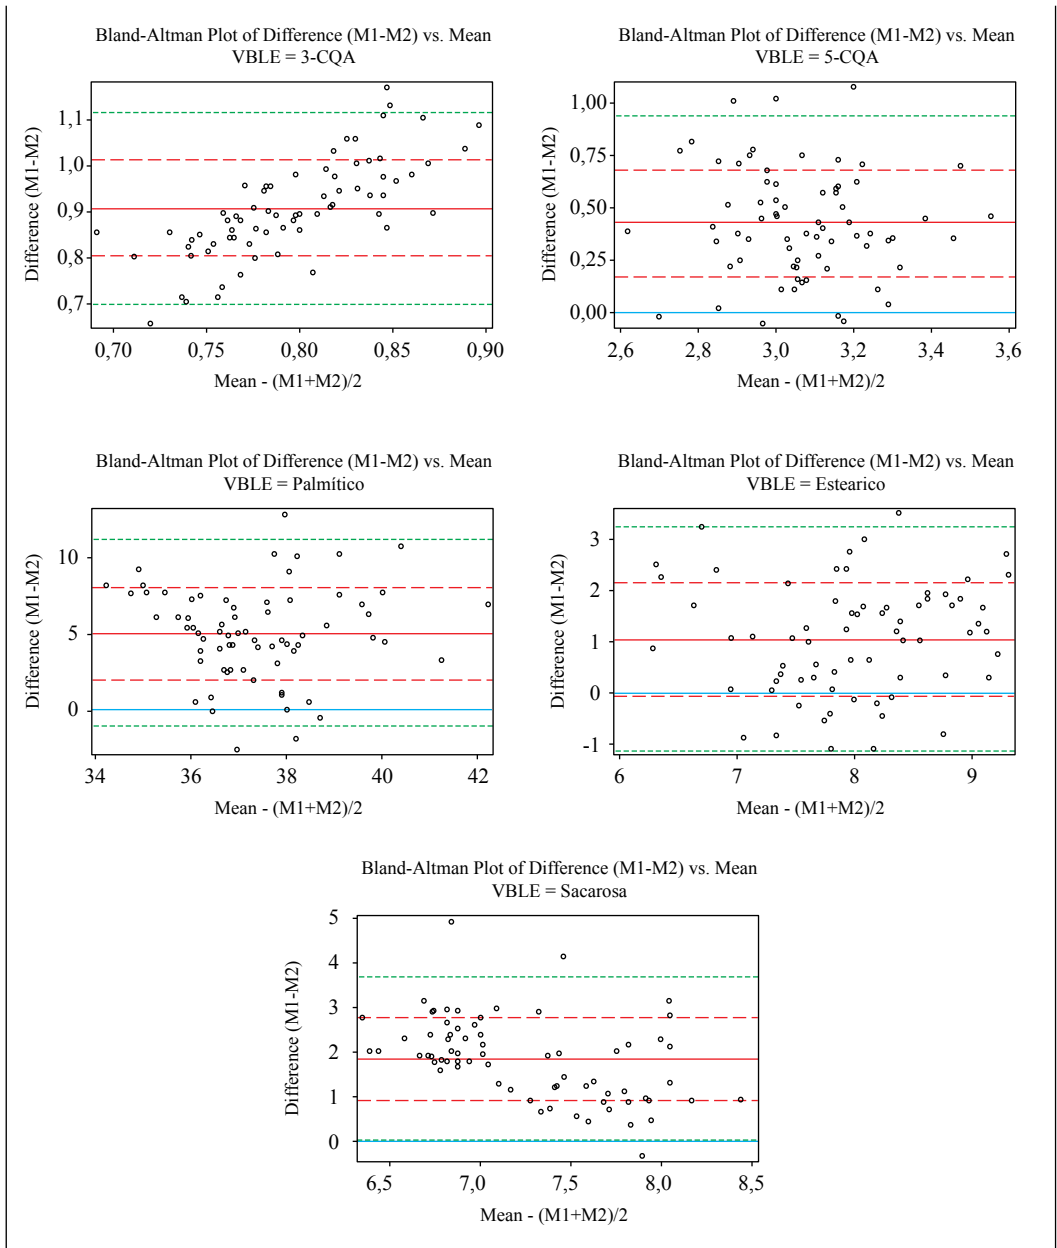 Bland-Altman Plot of Difference (M1-M2) vs. Mean
VBLE = 3-CQA
Difference (M1-M2)
1,1
1,0
0,9
0,8
0,7
0,70
0,75
0,80
0,85
0,90
Mean - (M1+M2)/2
Bland-Altman Plot of Difference (M1-M2) vs. Mean
VBLE = 5-CQA
Difference (M1-M2)
1,00
0,75
0,50
0,25
0,00
2,6
2,8
3,0
3,2
3,4
3,6
Mean - (M1+M2)/2
Bland-Altman Plot of Difference (M1-M2) vs. Mean
VBLE = Palmítico
Difference (M1-M2)
10
5
0
34
36
38
40
42
Mean - (M1+M2)/2
Bland-Altman Plot of Difference (M1-M2) vs. Mean
VBLE = Estearico
Difference (M1-M2)
3
2
1
0
-1
6
7
8
9
Mean - (M1+M2)/2
Bland-Altman Plot of Difference (M1-M2) vs. Mean
VBLE = Sacarosa
Difference (M1-M2)
5
4
3
2
1
0
6,5
7,0
7,5
8,0
8,5
Mean - (M1+M2)/2